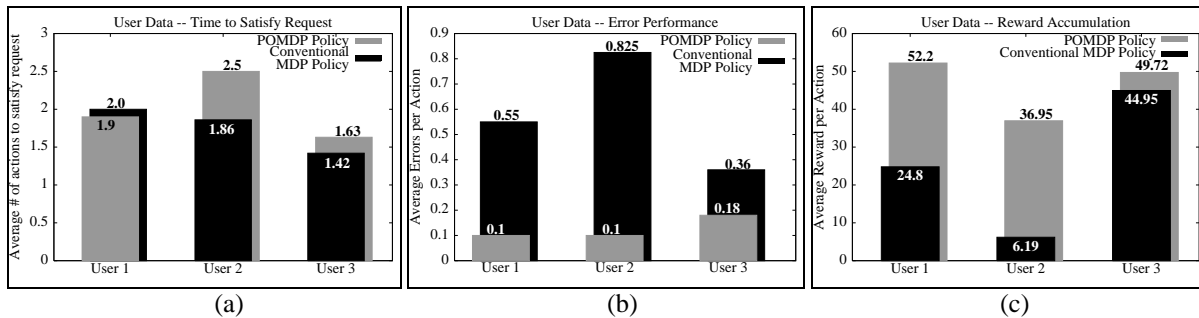 User Data -- Time to Satisfy Request
Average # of actions to satisfy request
3
2.5
2
1.5
1
0.5
0
POMDP Policy
Conventional
MDP Policy
2.0
1.9
2.5
1.86
1.63
1.42
User 1
User 2
User 3
(a)
User Data -- Error Performance
Average Errors per Action
0.9
0.8
0.7
0.6
0.5
0.4
0.3
0.2
0.1
0
POMDP Policy
Conventional
MDP Policy
0.55
0.1
0.825
0.1
0.36
0.18
User 1
User 2
User 3
(b)
User Data -- Reward Accumulation
Average Reward per Action
60
50
40
30
20
10
0
POMDP Policy
Conventional MDP Policy
52.2
24.8
36.95
6.19
49.72
44.95
User 1
User 2
User 3
(c)